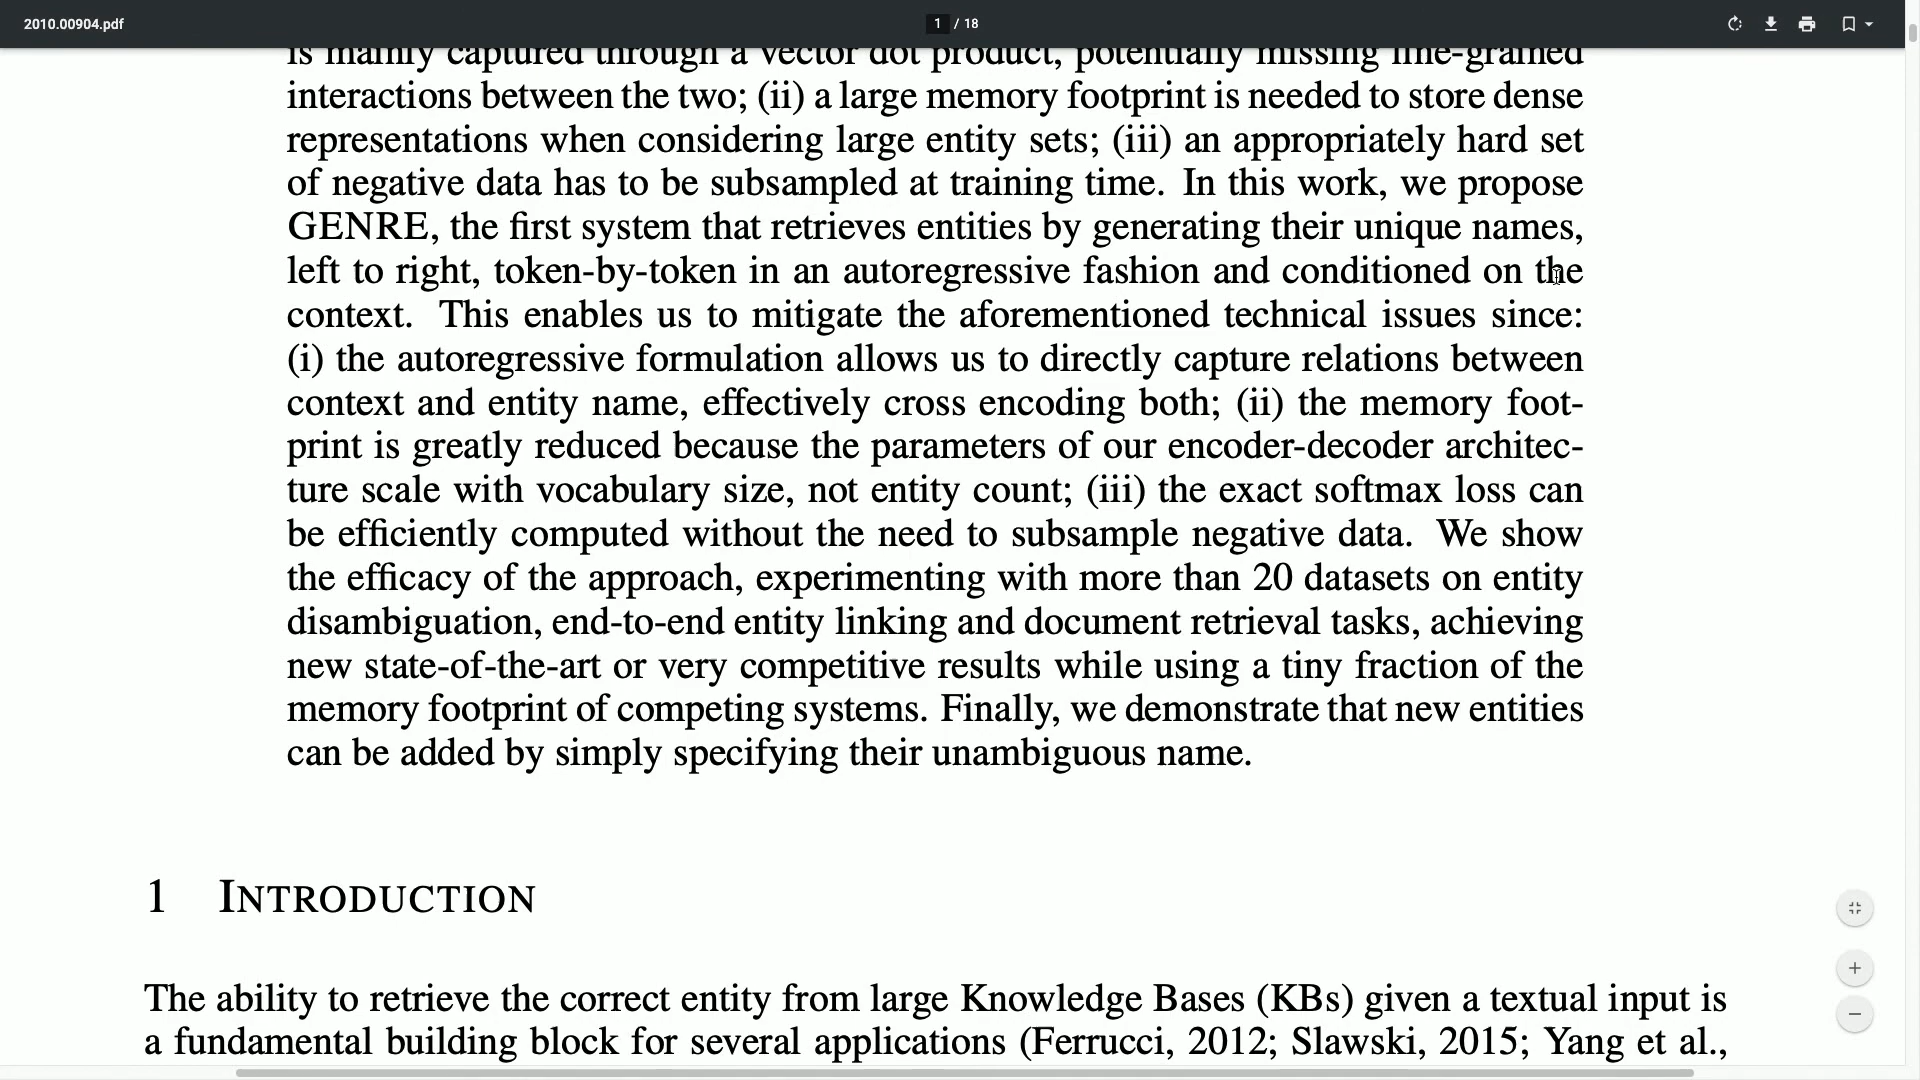 2010.00904.pdf
1 / 18
is mainly captured through a vector dot product, potentially missing fine-grained
interactions between the two; (ii) a large memory footprint is needed to store dense
representations when considering large entity sets; (iii) an appropriately hard set
of negative data has to be subsampled at training time. In this work, we propose
GENRE, the first system that retrieves entities by generating their unique names,
left to right, token-by-token in an autoregressive fashion and conditioned on the
context. This enables us to mitigate the aforementioned technical issues since:
(i) the autoregressive formulation allows us to directly capture relations between
context and entity name, effectively cross encoding both; (ii) the memory foot-
print is greatly reduced because the parameters of our encoder-decoder architec-
ture scale with vocabulary size, not entity count; (iii) the exact softmax loss can
be efficiently computed without the need to subsample negative data. We show
the efficacy of the approach, experimenting with more than 20 datasets on entity
disambiguation, end-to-end entity linking and document retrieval tasks, achieving
new state-of-the-art or very competitive results while using a tiny fraction of the
memory footprint of competing systems. Finally, we demonstrate that new entities
can be added by simply specifying their unambiguous name.
1 INTRODUCTION
The ability to retrieve the correct entity from large Knowledge Bases (KBs) given a textual input is
a fundamental building block for several applications (Ferrucci, 2012; Slawski, 2015; Yang et al.,